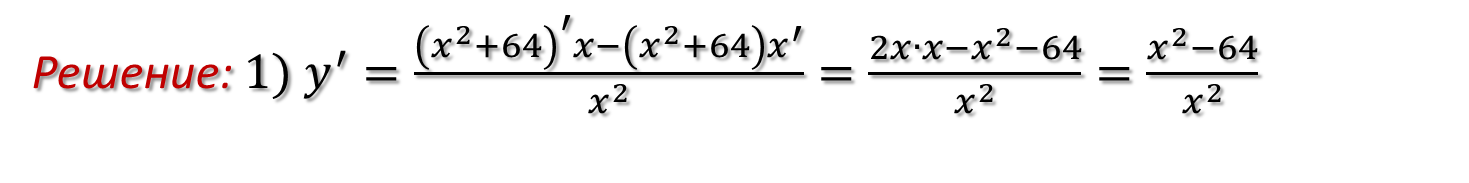 Решение: 1) y′ = ((x²+64)′x−(x²+64)x′)/x² = (2x·x−x²−64)/x² = (x²−64)/x²